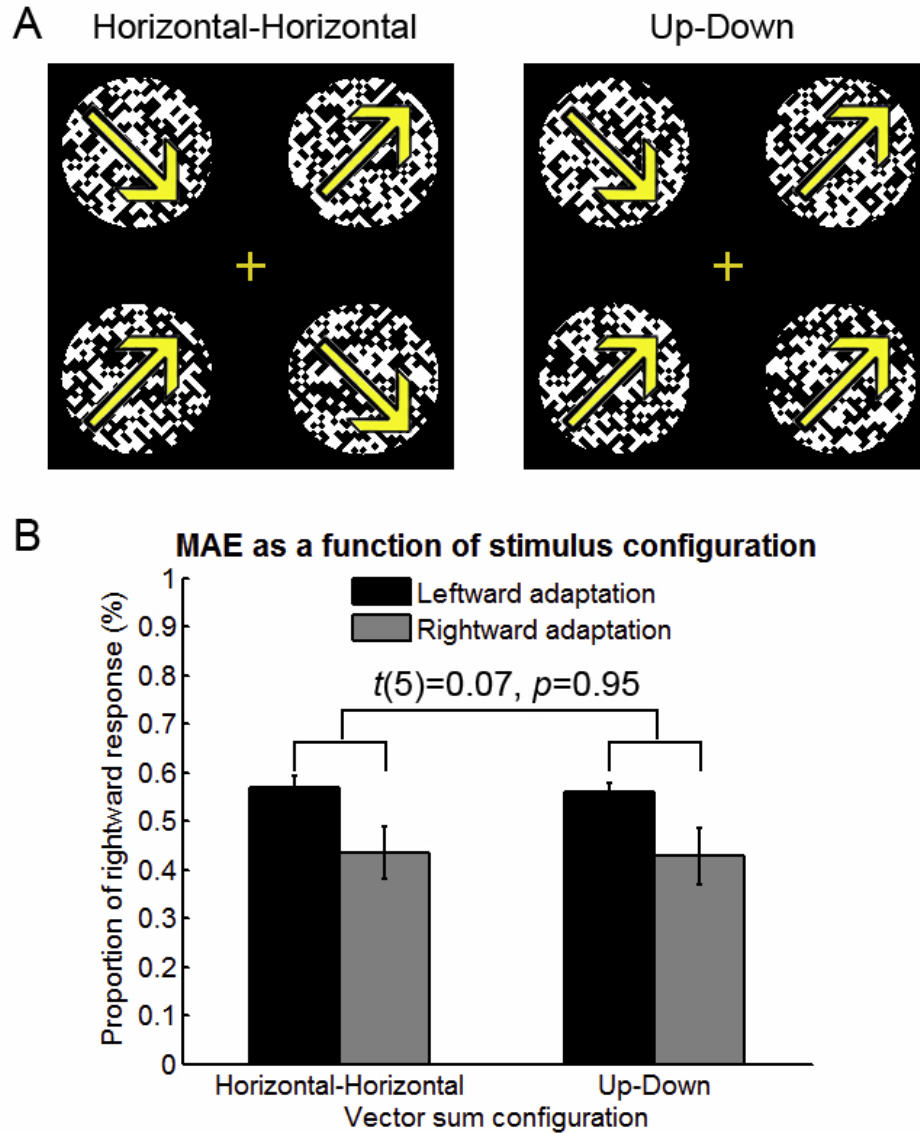 A
Horizontal-Horizontal
Up-Down
B
MAE as a function of stimulus configuration
Proportion of rightward response (%)
1
0.9
0.8
0.7
0.6
0.5
0.4
0.3
0.2
0.1
0
Leftward adaptation
Rightward adaptation
t(5)=0.07, p=0.95
Horizontal-Horizontal
Up-Down
Vector sum configuration